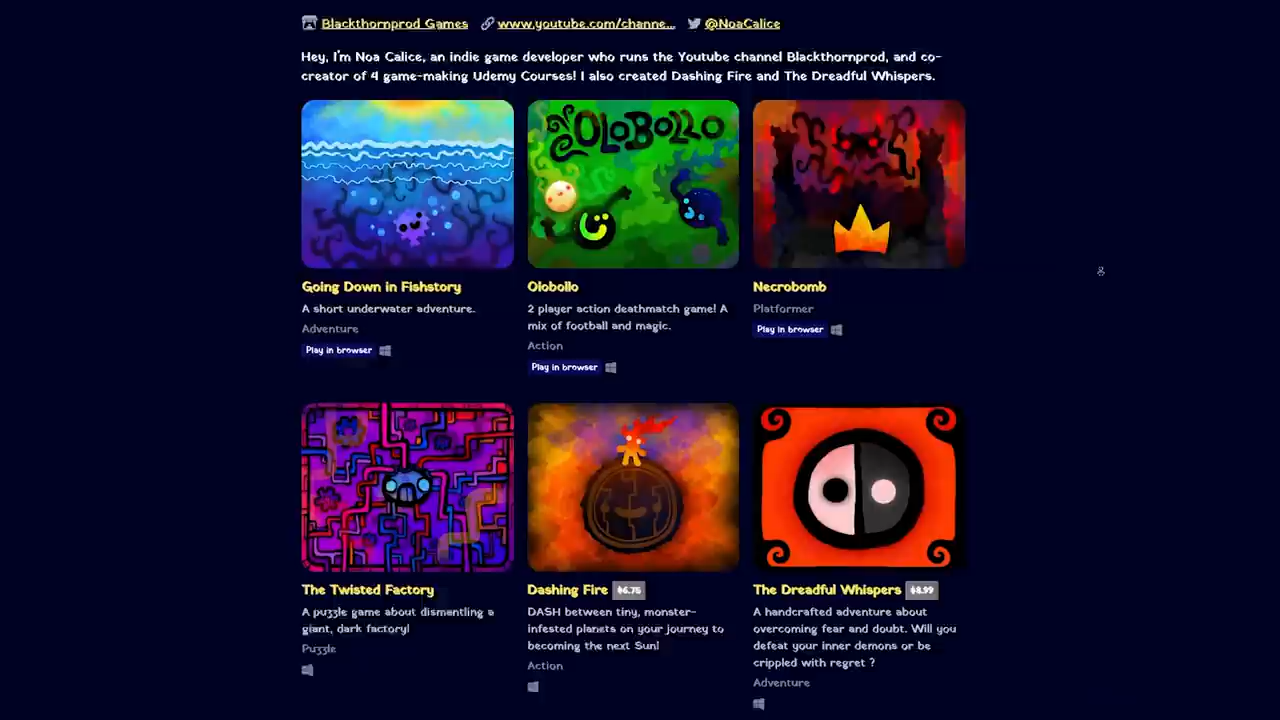 Blackthornprod Games www.youtube.com/channe... @NoaCalice
Hey, I'm Noa Calice, an indie game developer who runs the Youtube channel Blackthornprod, and co-
creator of 4 game-making Udemy Courses! I also created Dashing Fire and The Dreadful Whispers.
OLOBOLLO
Going Down in Fishstory
A short underwater adventure.
Adventure
Play in browser
Olobollo
2 player action deathmatch game! A
mix of football and magic.
Action
Play in browser
Necrobomb
Platformer
Play in browser
The Twisted Factory
A puzzle game about dismentling a
giant, dark factory!
Puzzle
Dashing Fire $6.75
DASH between tiny, monster-
infested planets on your journey to
becoming the next Sun!
Action
The Dreadful Whispers $8.99
A handcrafted adventure about
overcoming fear and doubt. Will you
defeat your inner demons or be
crippled with regret ?
Adventure